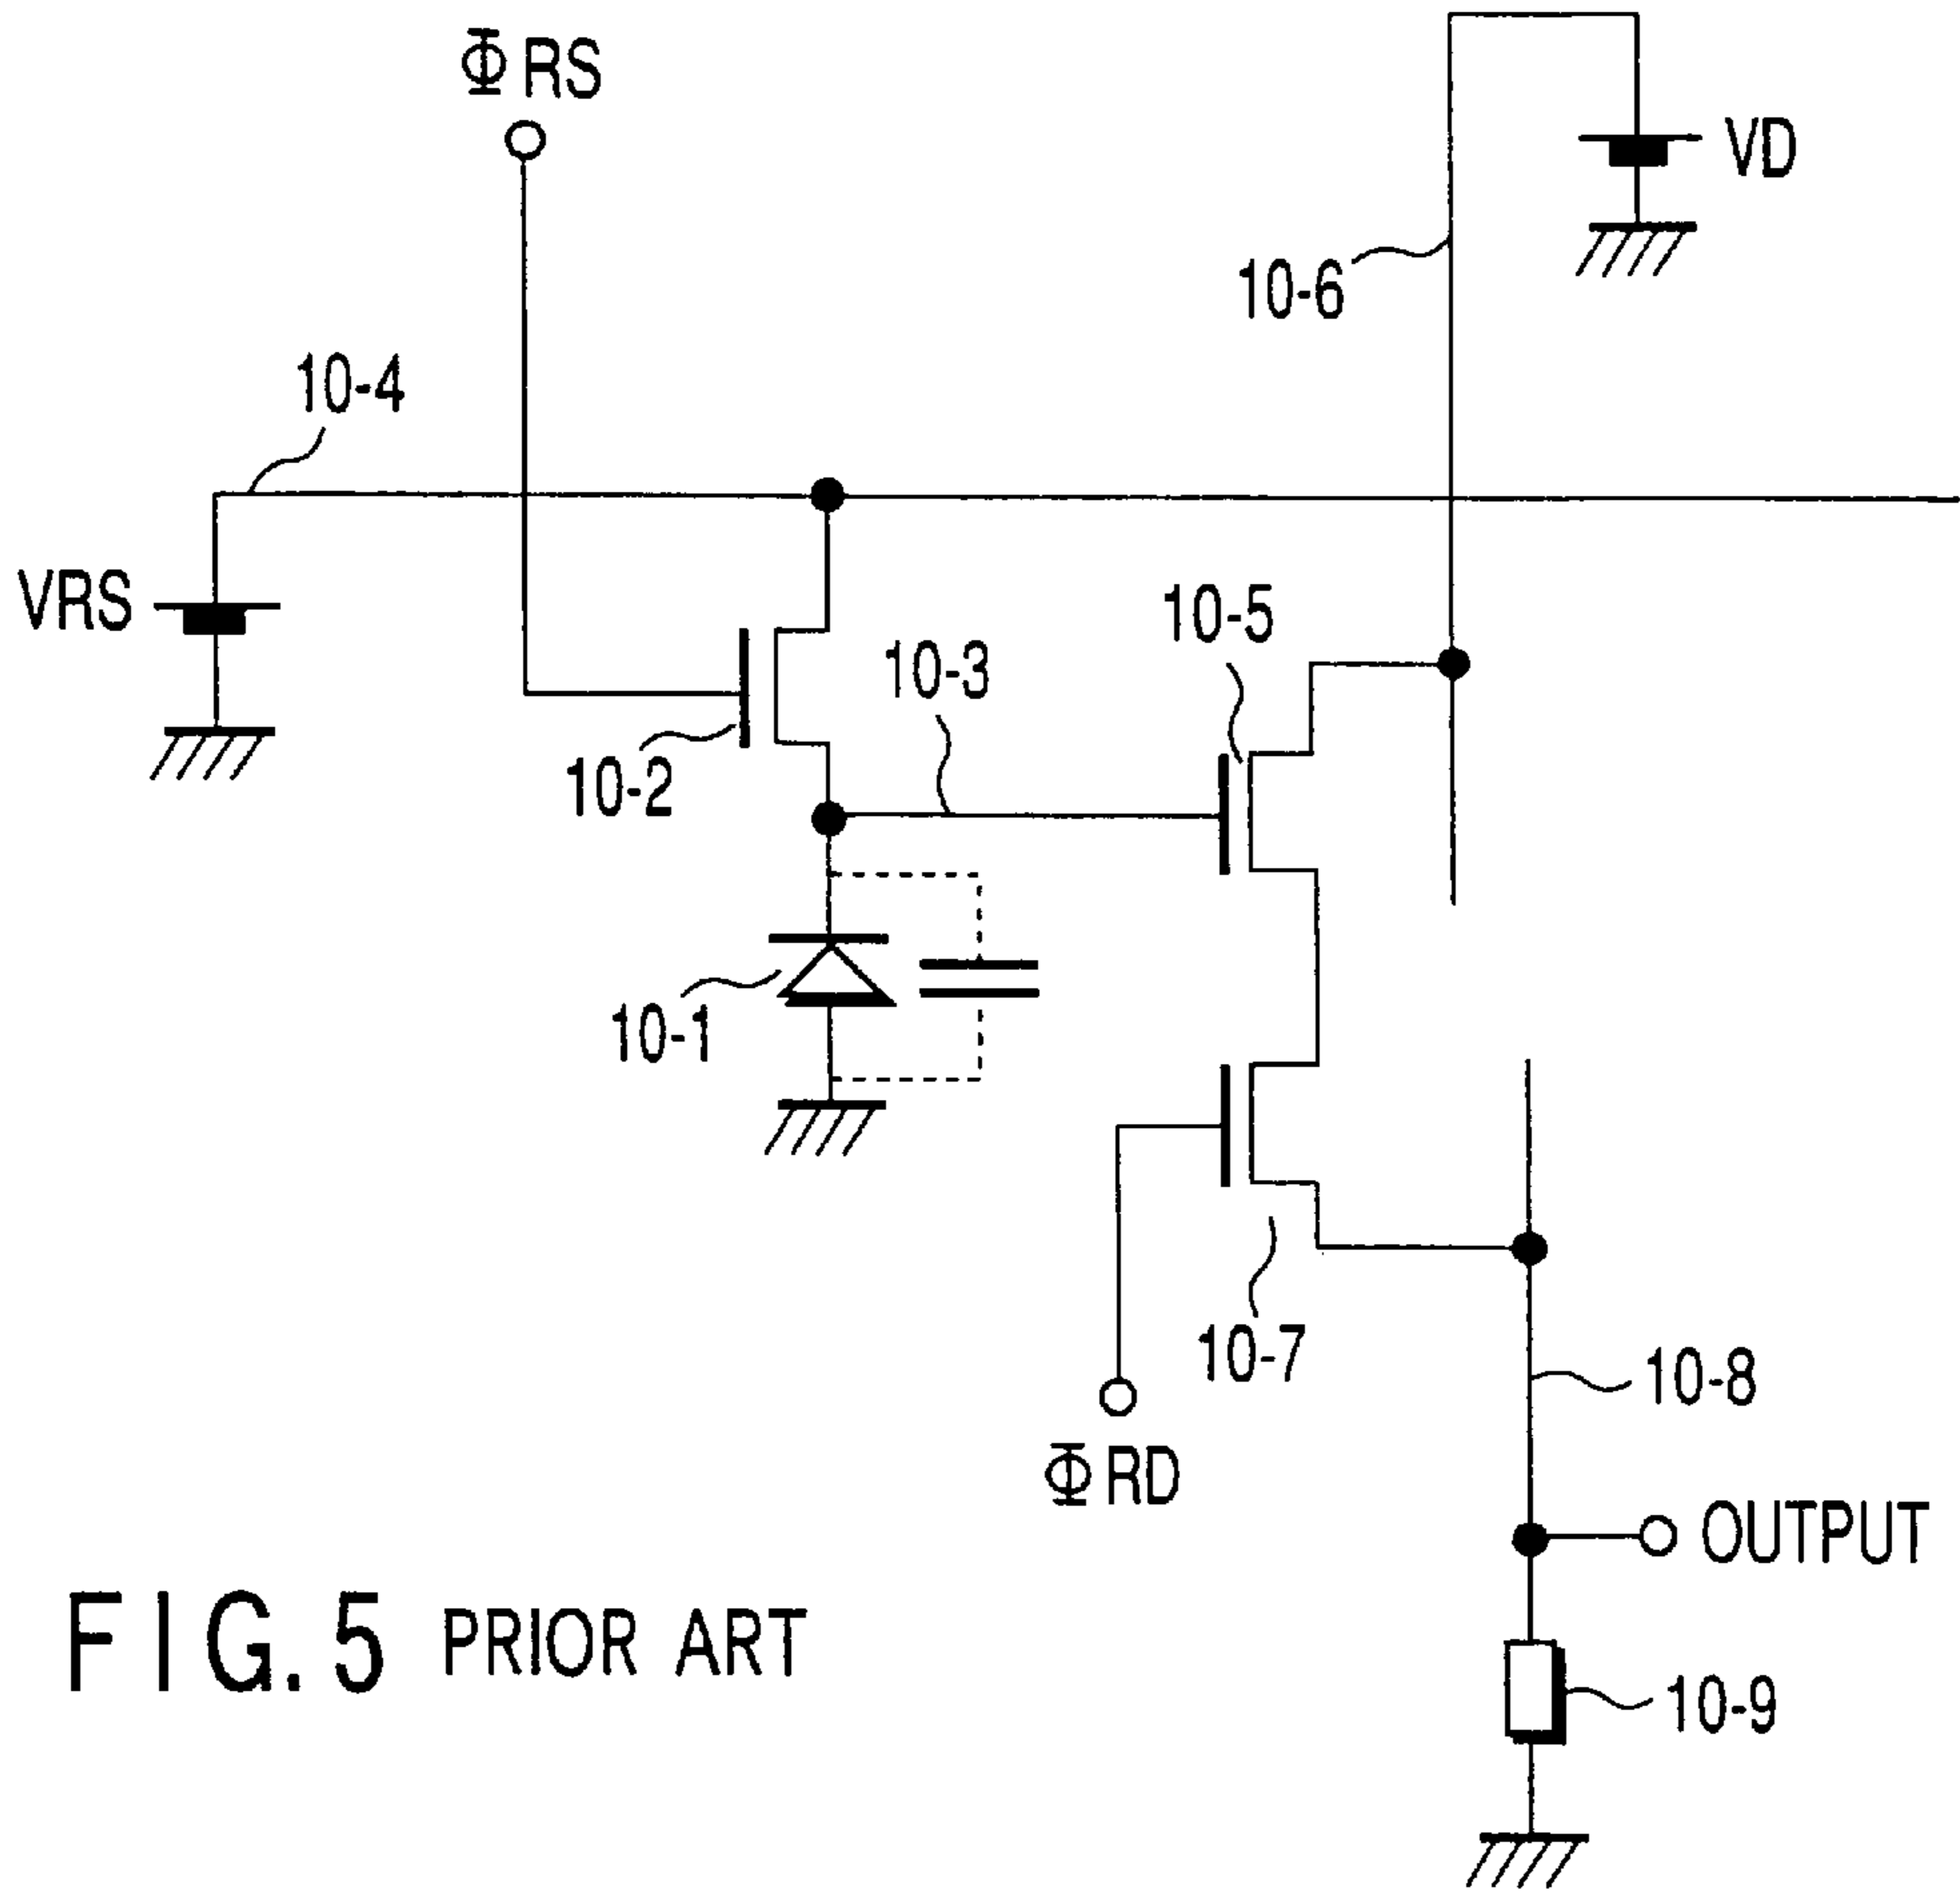 ΦRS
VD
10-6
10-4
VRS
10-5
10-3
10-2
10-1
10-7
10-8
ΦRD
OUTPUT
FIG. 5 PRIOR ART
10-9